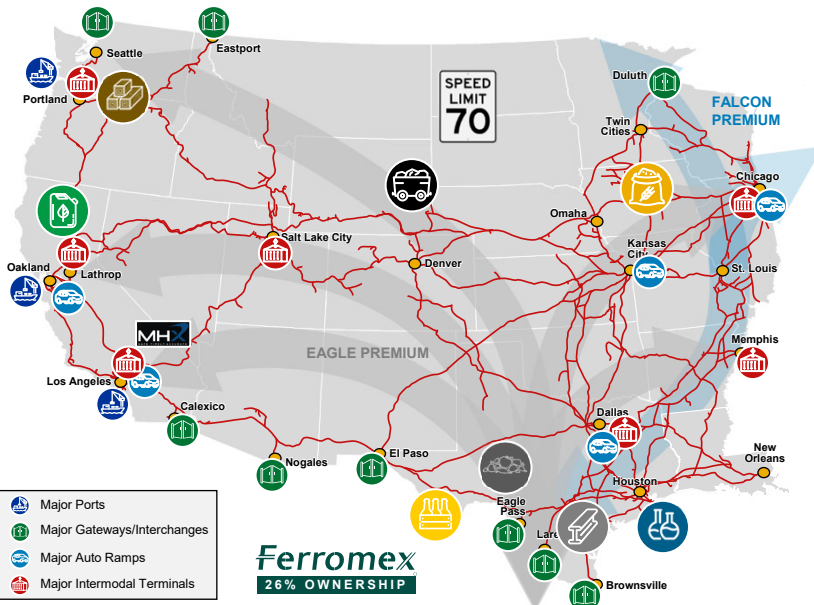 Seattle
Eastport
Portland
SPEED
LIMIT
70
Duluth
FALCON
PREMIUM
Twin
Cities
Chicago
Omaha
Salt Lake City
Kansas
City
Oakland
Lathrop
Denver
St. Louis
MHX
EAGLE PREMIUM
Memphis
Los Angeles
Calexico
Dallas
Nogales
El Paso
New
Orleans
Houston
Eagle
Pass
Lare
Major Ports
Major Gateways/Interchanges
Major Auto Ramps
Major Intermodal Terminals
Ferromex
26% OWNERSHIP
Brownsville